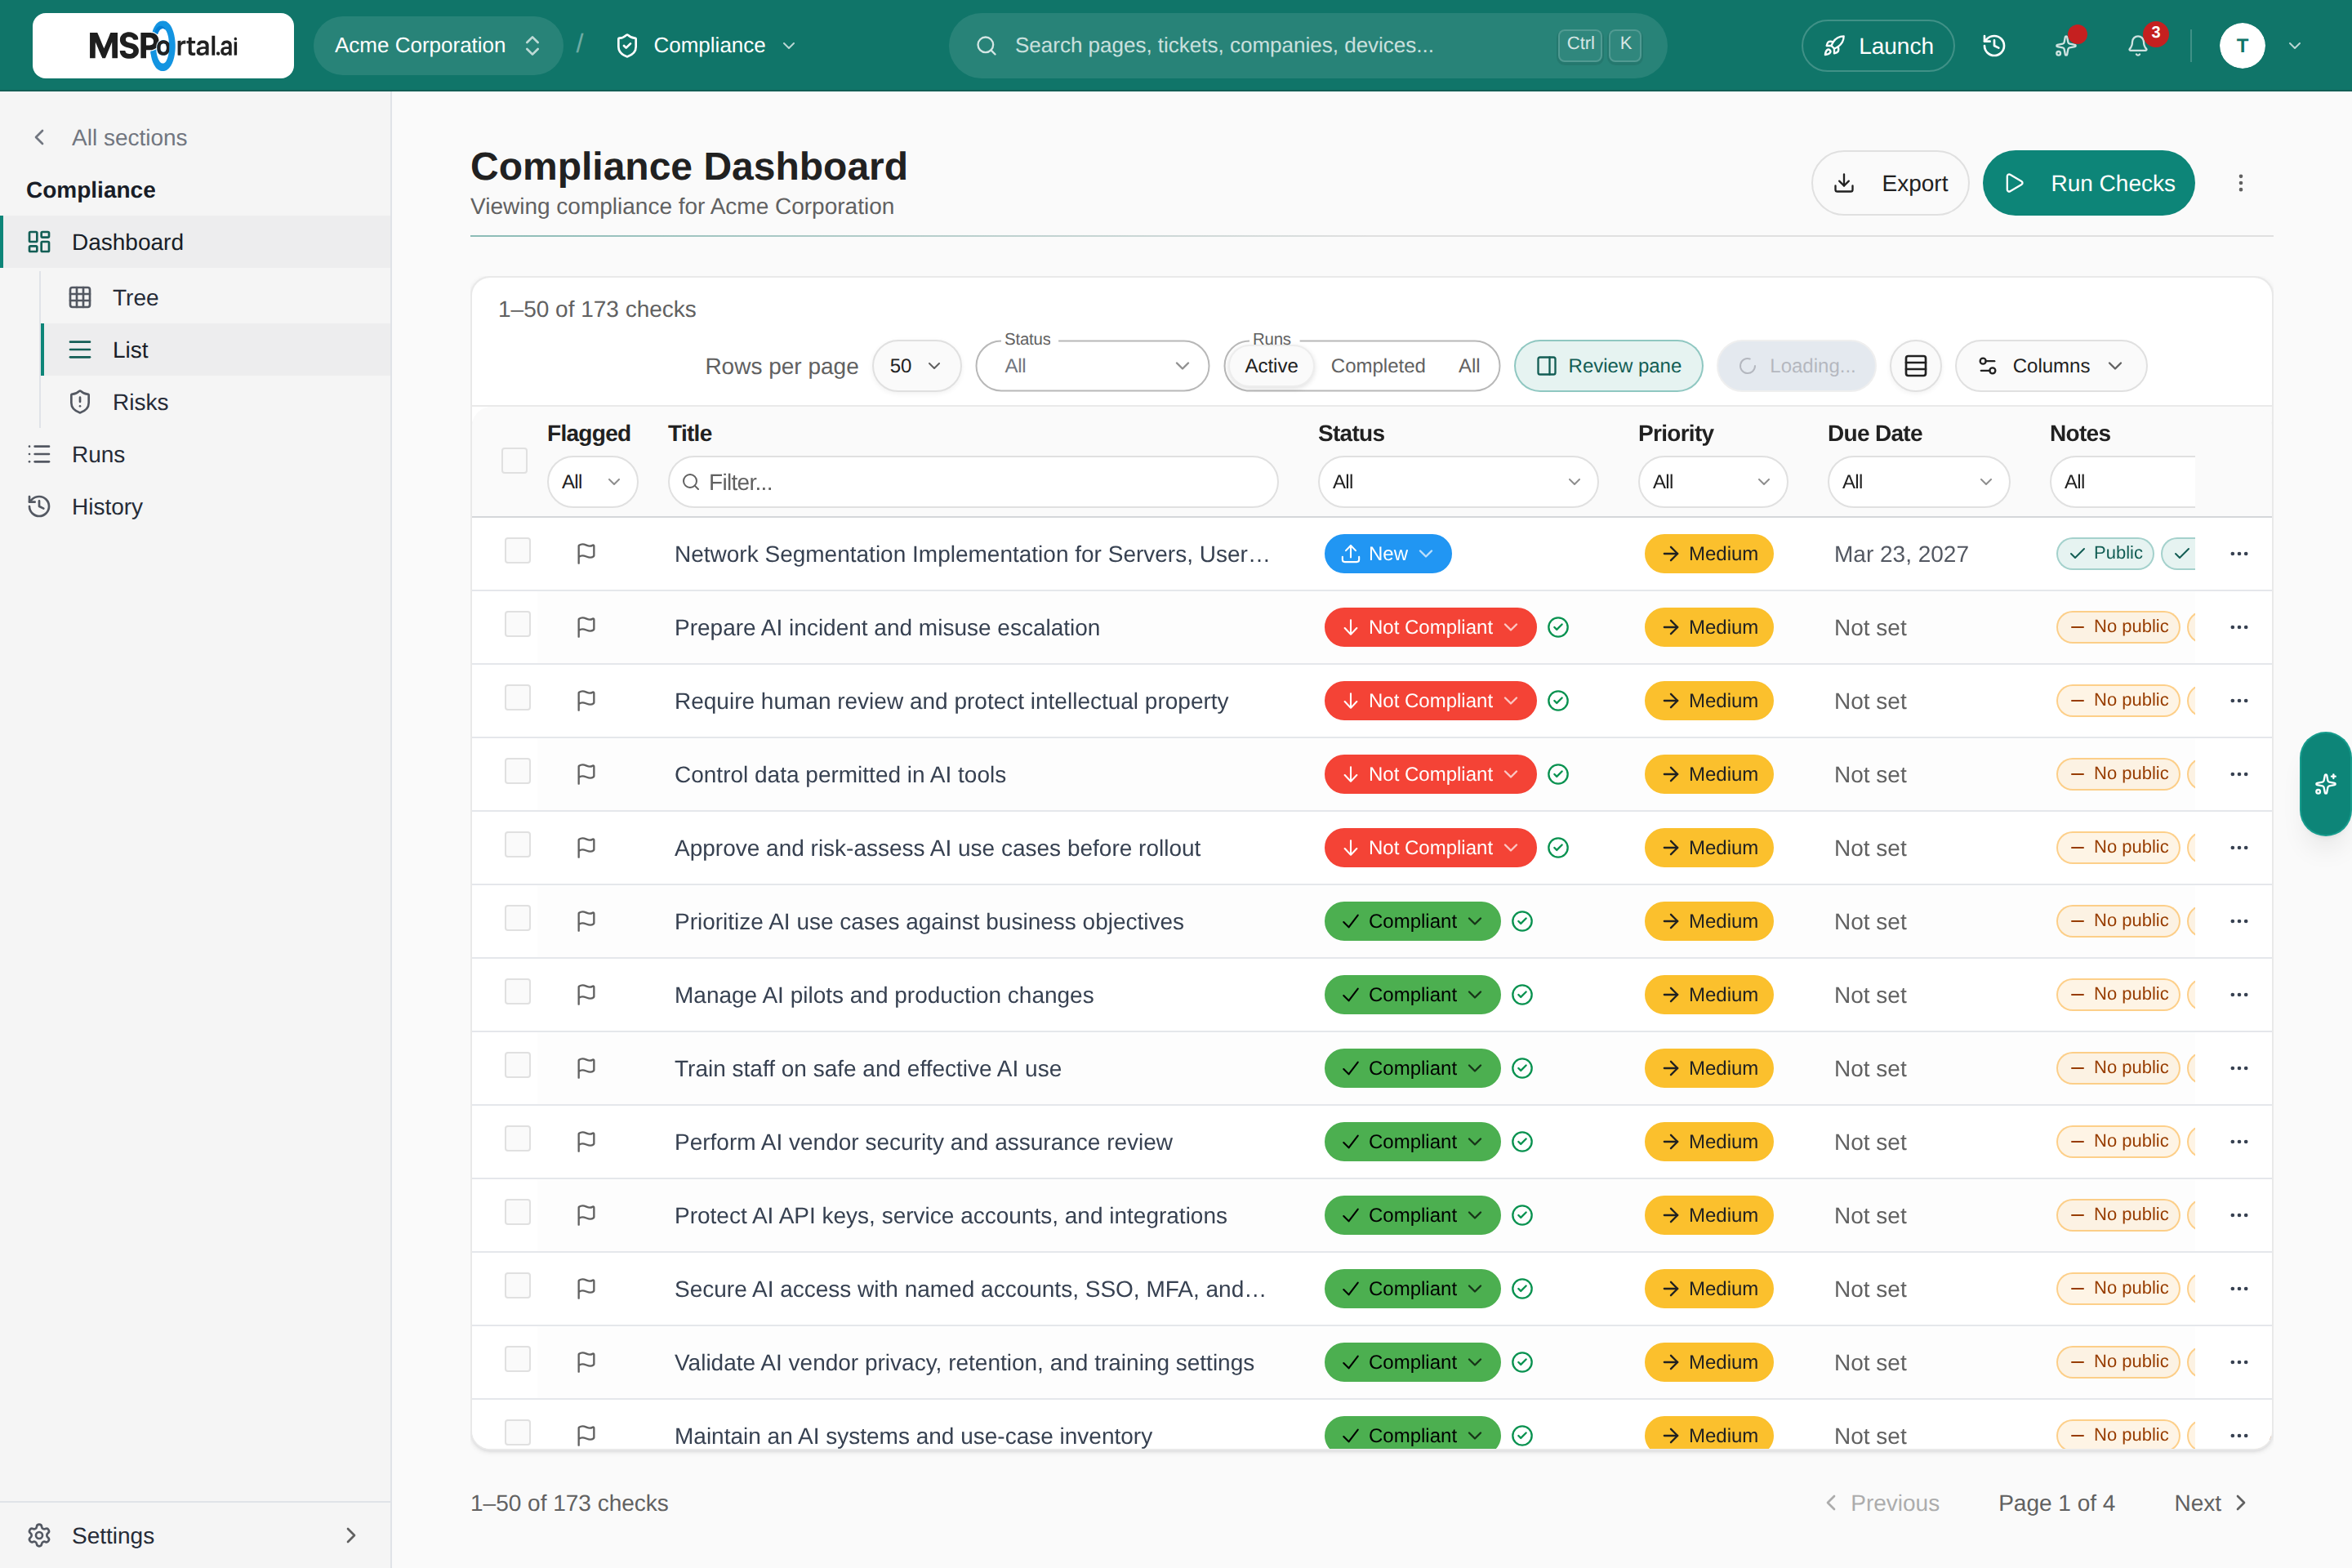 MSPortal.ai
Acme Corporation / Compliance
Search pages, tickets, companies, devices... Ctrl K
Launch
3
T
All sections
Compliance
Dashboard
Tree
List
Risks
Runs
History
Settings
Compliance Dashboard
Viewing compliance for Acme Corporation
Export
Run Checks
1–50 of 173 checks
Rows per page 50
Status
All
Runs
Active Completed All
Review pane
Loading...
Columns
Flagged Title Status Priority Due Date Notes
All Filter... All All All All
Network Segmentation Implementation for Servers, User… New Medium Mar 23, 2027 Public
Prepare AI incident and misuse escalation Not Compliant Medium Not set No public
Require human review and protect intellectual property Not Compliant Medium Not set No public
Control data permitted in AI tools Not Compliant Medium Not set No public
Approve and risk-assess AI use cases before rollout Not Compliant Medium Not set No public
Prioritize AI use cases against business objectives Compliant Medium Not set No public
Manage AI pilots and production changes Compliant Medium Not set No public
Train staff on safe and effective AI use Compliant Medium Not set No public
Perform AI vendor security and assurance review Compliant Medium Not set No public
Protect AI API keys, service accounts, and integrations Compliant Medium Not set No public
Secure AI access with named accounts, SSO, MFA, and… Compliant Medium Not set No public
Validate AI vendor privacy, retention, and training settings Compliant Medium Not set No public
Maintain an AI systems and use-case inventory Compliant Medium Not set No public
1–50 of 173 checks
Previous Page 1 of 4 Next